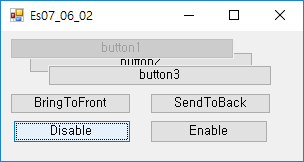 Es07_06_02
button1
button2
button3
BringToFront
SendToBack
Disable
Enable